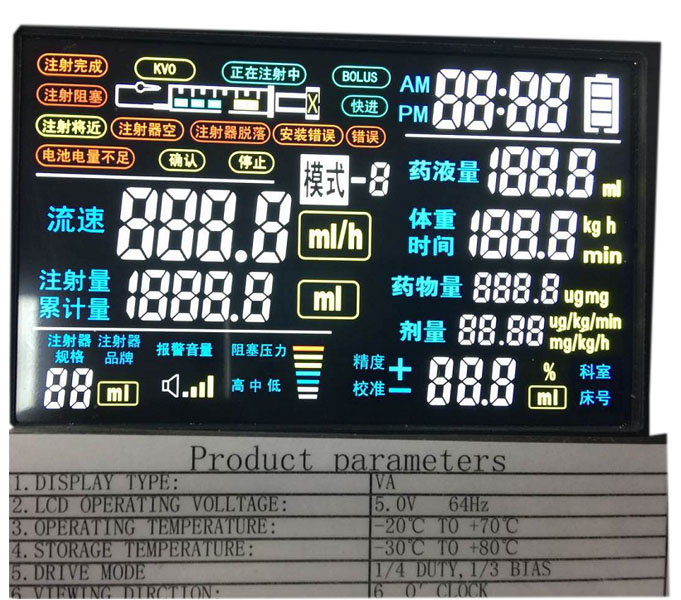 注射完成 KVO 正在注射中 BOLUS AM 88:88
注射阻塞 快进 PM
注射将近 注射器空 注射器脱落 安装错误 错误
电池电量不足 确认 停止 模式-8 药液量 188.8 ml
流速 888.8 ml/h 体重 时间 188.8 kg h min
注射量 累计量 1888.8 ml 药物量 888.8 ugmg
剂量 88.88 ug/kg/min mg/kg/h
注射器规格 注射器品牌 报警音量 阻塞压力 精度 + % 科室
88 ml 高 中 低 校准 - 88.8 ml 床号
Product parameters
1. DISPLAY TYPE: VA
2. LCD OPERATING VOLLTAGE: 5.0V 64Hz
3. OPERATING TEMPERATURE: -20℃ TO +70℃
4. STORAGE TEMPERATURE: -30℃ TO +80℃
5. DRIVE MODE 1/4 DUTY, 1/3 BIAS
6. VIEWING DIRCTION: 6 O' CLOCK